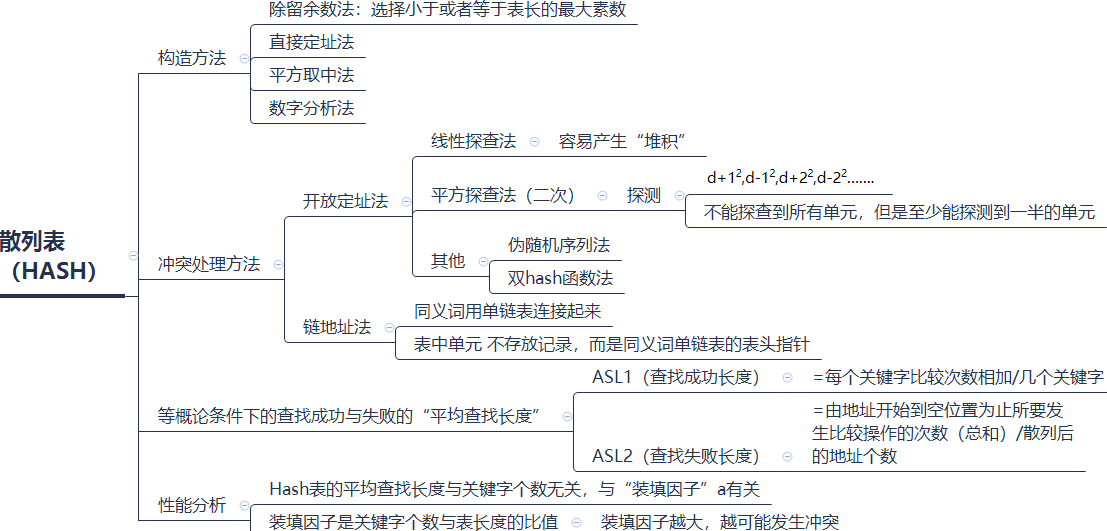 散列表
（HASH）
构造方法
除留余数法：选择小于或者等于表长的最大素数
直接定址法
平方取中法
数字分析法
冲突处理方法
开放定址法
线性探查法
容易产生“堆积”
平方探查法（二次）
探测
d+1²,d-1²,d+2²,d-2².......
不能探查到所有单元，但是至少能探测到一半的单元
其他
伪随机序列法
双hash函数法
链地址法
同义词用单链表连接起来
表中单元 不存放记录，而是同义词单链表的表头指针
等概论条件下的查找成功与失败的“平均查找长度”
ASL1（查找成功长度）
=每个关键字比较次数相加/几个关键字
ASL2（查找失败长度）
=由地址开始到空位置为止所要发
生比较操作的次数（总和）/散列后
的地址个数
性能分析
Hash表的平均查找长度与关键字个数无关，与“装填因子”a有关
装填因子是关键字个数与表长度的比值
装填因子越大，越可能发生冲突